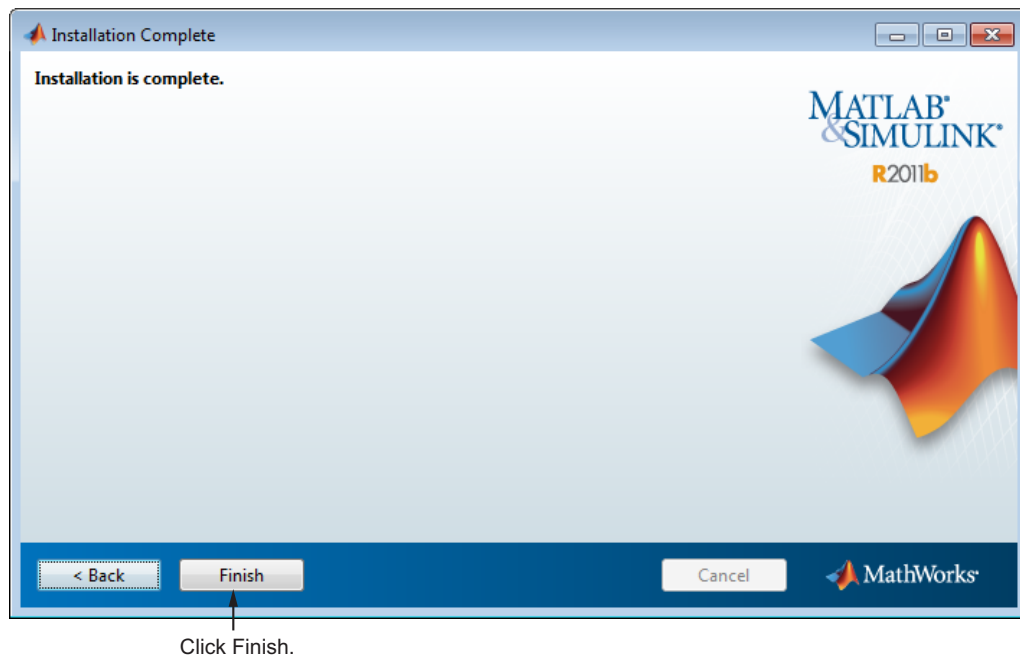 Installation Complete
Installation is complete.
MATLAB®
&SIMULINK®
R2011b
< Back
Finish
Cancel
MathWorks®
Click Finish.